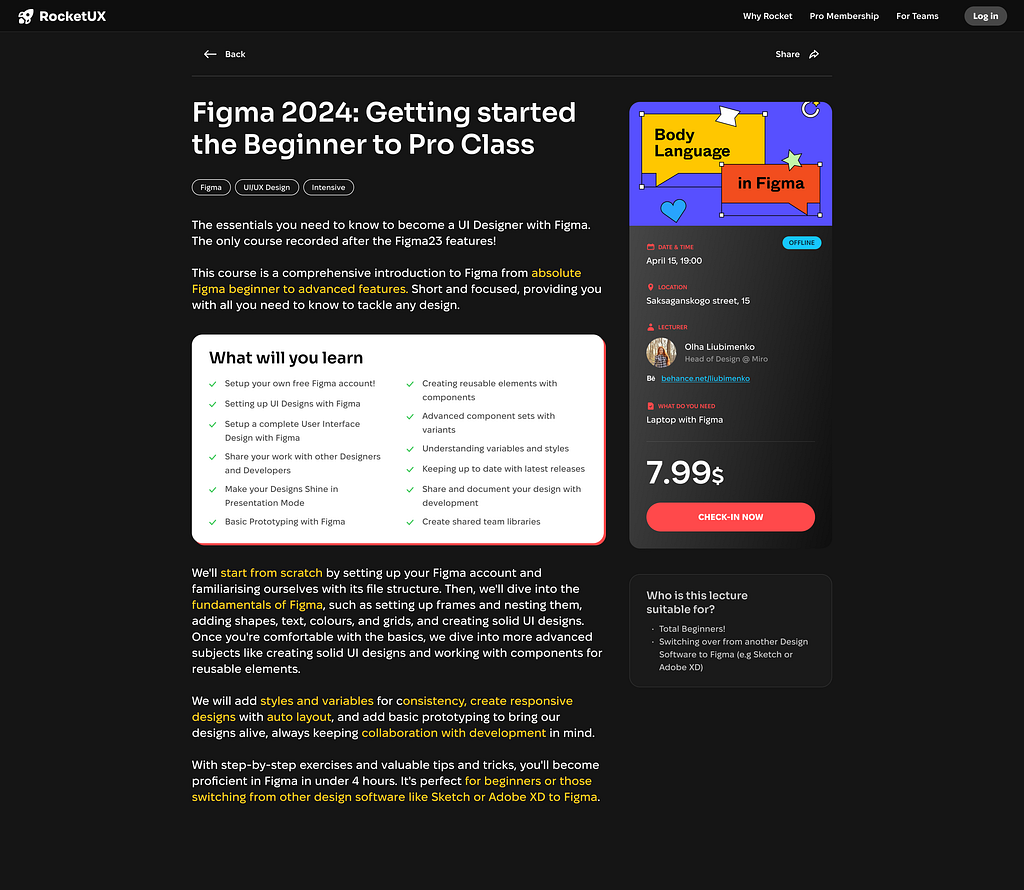 RocketUX
Why Rocket
Pro Membership
For Teams
Log in
Back
Share
Figma 2024: Getting started
the Beginner to Pro Class
Figma
UI/UX Design
Intensive
The essentials you need to know to become a UI Designer with Figma.
The only course recorded after the Figma23 features!
This course is a comprehensive introduction to Figma from absolute
Figma beginner to advanced features. Short and focused, providing you
with all you need to know to tackle any design.
What will you learn
Setup your own free Figma account!
Setting up UI Designs with Figma
Setup a complete User Interface
Design with Figma
Share your work with other Designers
and Developers
Make your Designs Shine in
Presentation Mode
Basic Prototyping with Figma
Creating reusable elements with
components
Advanced component sets with
variants
Understanding variables and styles
Keeping up to date with latest releases
Share and document your design with
development
Create shared team libraries
We'll start from scratch by setting up your Figma account and
familiarising ourselves with its file structure. Then, we'll dive into the
fundamentals of Figma, such as setting up frames and nesting them,
adding shapes, text, colours, and grids, and creating solid UI designs.
Once you're comfortable with the basics, we dive into more advanced
subjects like creating solid UI designs and working with components for
reusable elements.
We will add styles and variables for consistency, create responsive
designs with auto layout, and add basic prototyping to bring our
designs alive, always keeping collaboration with development in mind.
With step-by-step exercises and valuable tips and tricks, you'll become
proficient in Figma in under 4 hours. It's perfect for beginners or those
switching from other design software like Sketch or Adobe XD to Figma.
Body
Language
in Figma
OFFLINE
DATE & TIME
April 15, 19:00
LOCATION
Saksaganskogo street, 15
LECTURER
Olha Liubimenko
Head of Design @ Miro
Bē behance.net/liubimenko
WHAT DO YOU NEED
Laptop with Figma
7.99$
CHECK-IN NOW
Who is this lecture
suitable for?
· Total Beginners!
· Switching over from another Design
Software to Figma (e.g Sketch or
Adobe XD)